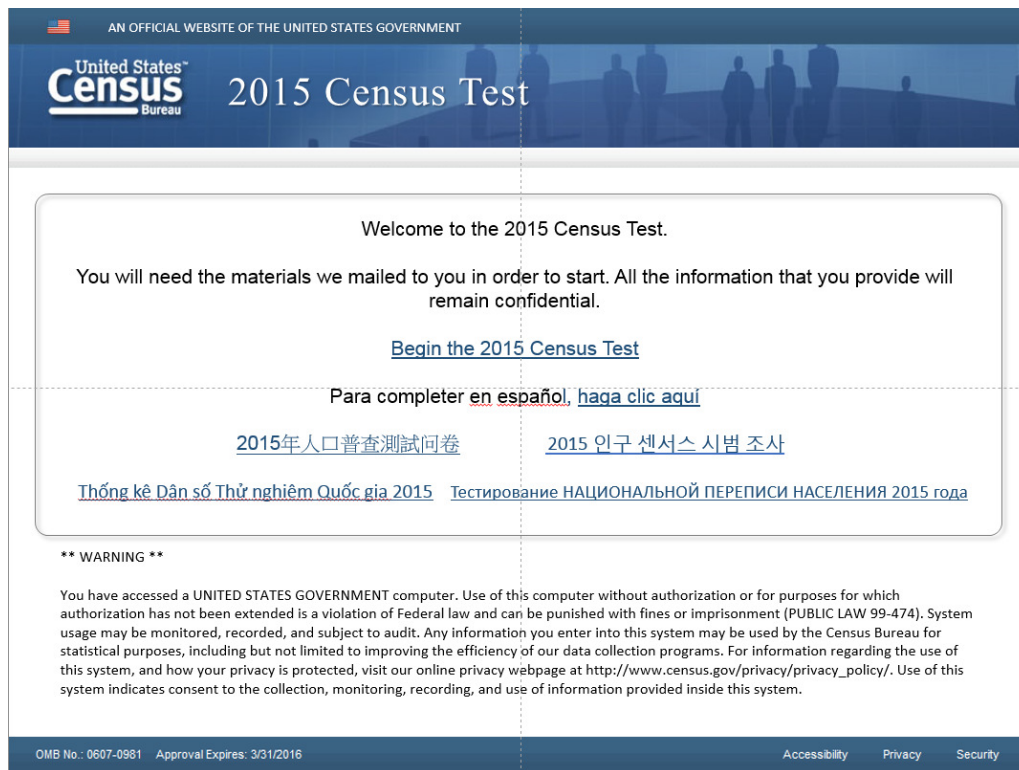 AN OFFICIAL WEBSITE OF THE UNITED STATES GOVERNMENT
United States™
Census
Bureau
2015 Census Test
Welcome to the 2015 Census Test.
You will need the materials we mailed to you in order to start. All the information that you provide will
remain confidential.
Begin the 2015 Census Test
Para completer en español, haga clic aquí
2015年人口普查測試问卷 2015 인구 센서스 시범 조사
Thống kê Dân số Thử nghiêm Quốc gia 2015 Тестирование НАЦИОНАЛЬНОЙ ПЕРЕПИСИ НАСЕЛЕНИЯ 2015 года
** WARNING **
You have accessed a UNITED STATES GOVERNMENT computer. Use of this computer without authorization or for purposes for which
authorization has not been extended is a violation of Federal law and can be punished with fines or imprisonment (PUBLIC LAW 99-474). System
usage may be monitored, recorded, and subject to audit. Any information you enter into this system may be used by the Census Bureau for
statistical purposes, including but not limited to improving the efficiency of our data collection programs. For information regarding the use of
this system, and how your privacy is protected, visit our online privacy webpage at http://www.census.gov/privacy/privacy_policy/. Use of this
system indicates consent to the collection, monitoring, recording, and use of information provided inside this system.
OMB No.: 0607-0981 Approval Expires: 3/31/2016 Accessibility Privacy Security